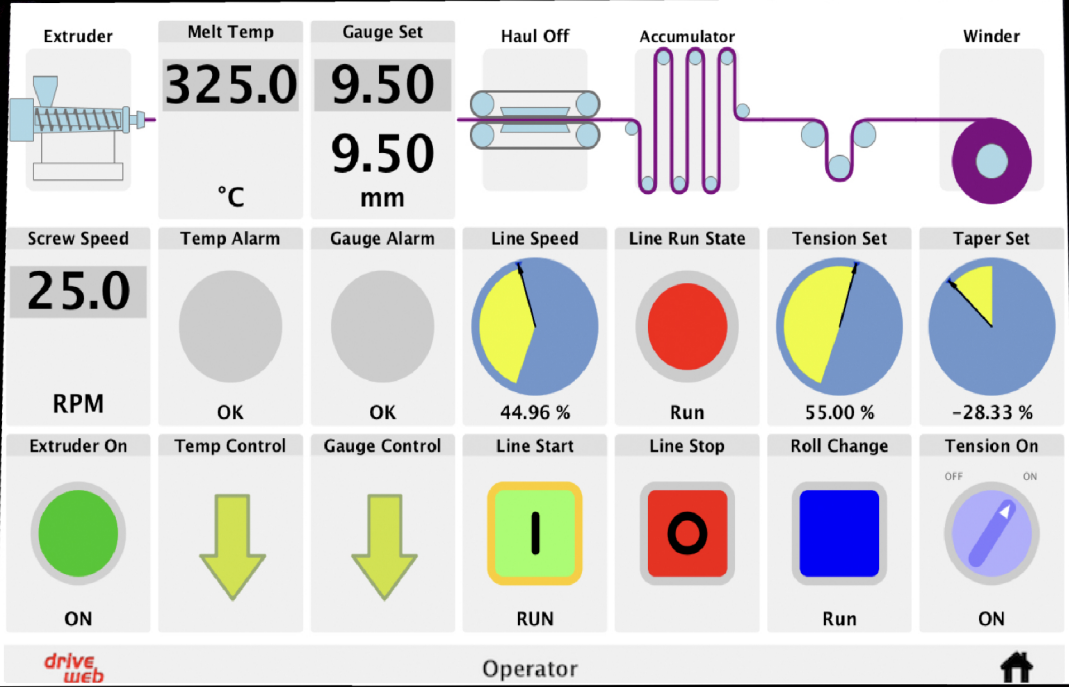 Extruder
Melt Temp
Gauge Set
Haul Off
Accumulator
Winder
325.0
9.50
9.50
°C
mm
Screw Speed
Temp Alarm
Gauge Alarm
Line Speed
Line Run State
Tension Set
Taper Set
25.0
RPM
OK
OK
44.96 %
Run
55.00 %
-28.33 %
Extruder On
Temp Control
Gauge Control
Line Start
Line Stop
Roll Change
Tension On
OFF
ON
I
O
ON
RUN
Run
ON
drive
web
Operator